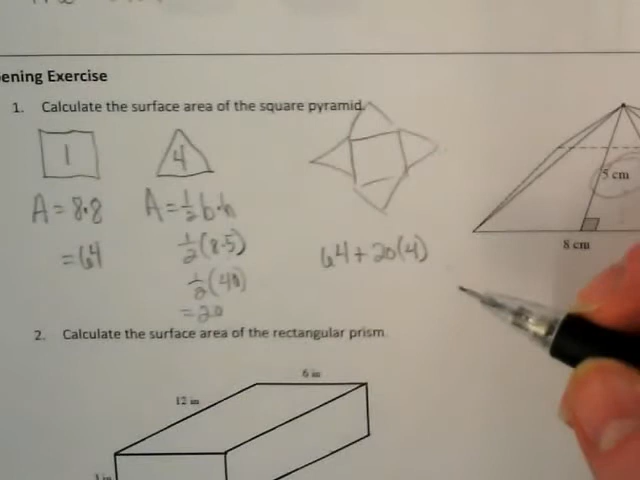 ening Exercise
1. Calculate the surface area of the square pyramid.
1
4
A = 8·8
= 64
A = 1/2 b·h
1/2 (8·5)
1/2 (40)
= 20
64 + 20(4)
5 cm
8 cm
2. Calculate the surface area of the rectangular prism.
6 in
12 in
in